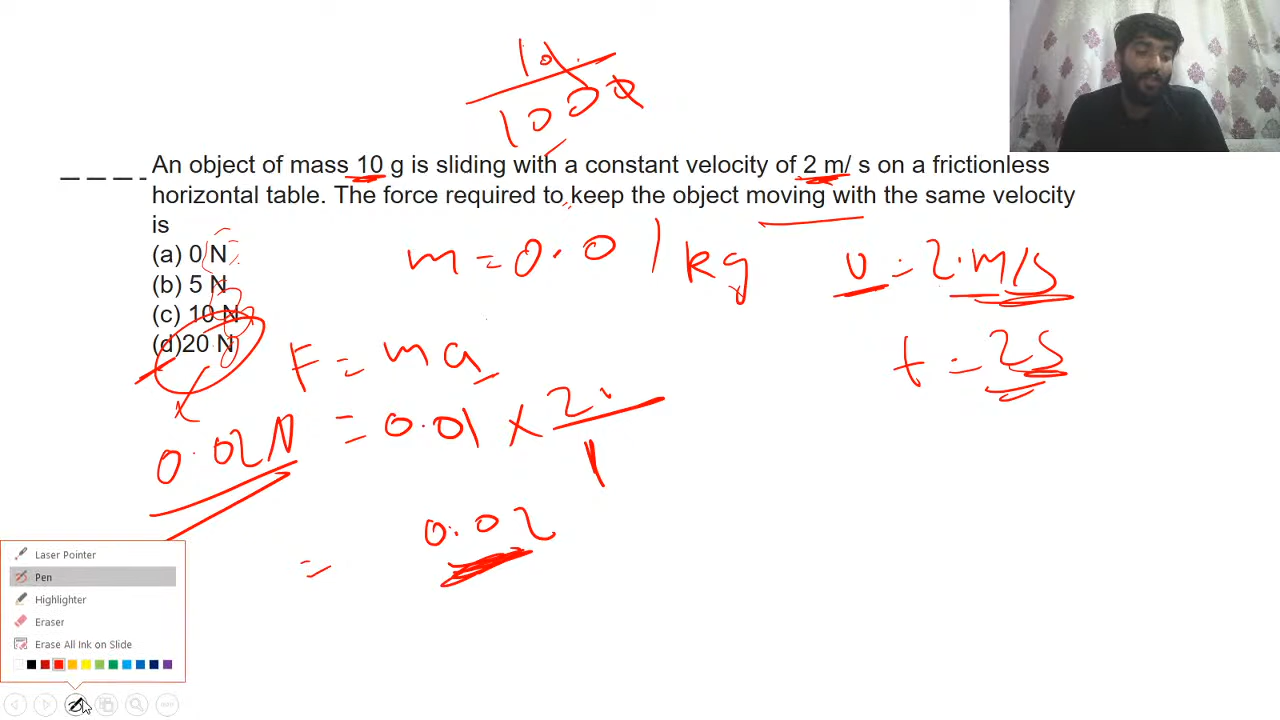 10
1000
An object of mass 10 g is sliding with a constant velocity of 2 m/ s on a frictionless
horizontal table. The force required to keep the object moving with the same velocity
is
(a) 0 N
(b) 5 N
(c) 10 N
(d)20 N
m = 0.01 kg
v = 2 m/s
t = 2s
F = ma
0.02N
= 0.01 × 2
1
= 0.02
Laser Pointer
Pen
Highlighter
Eraser
Erase All Ink on Slide